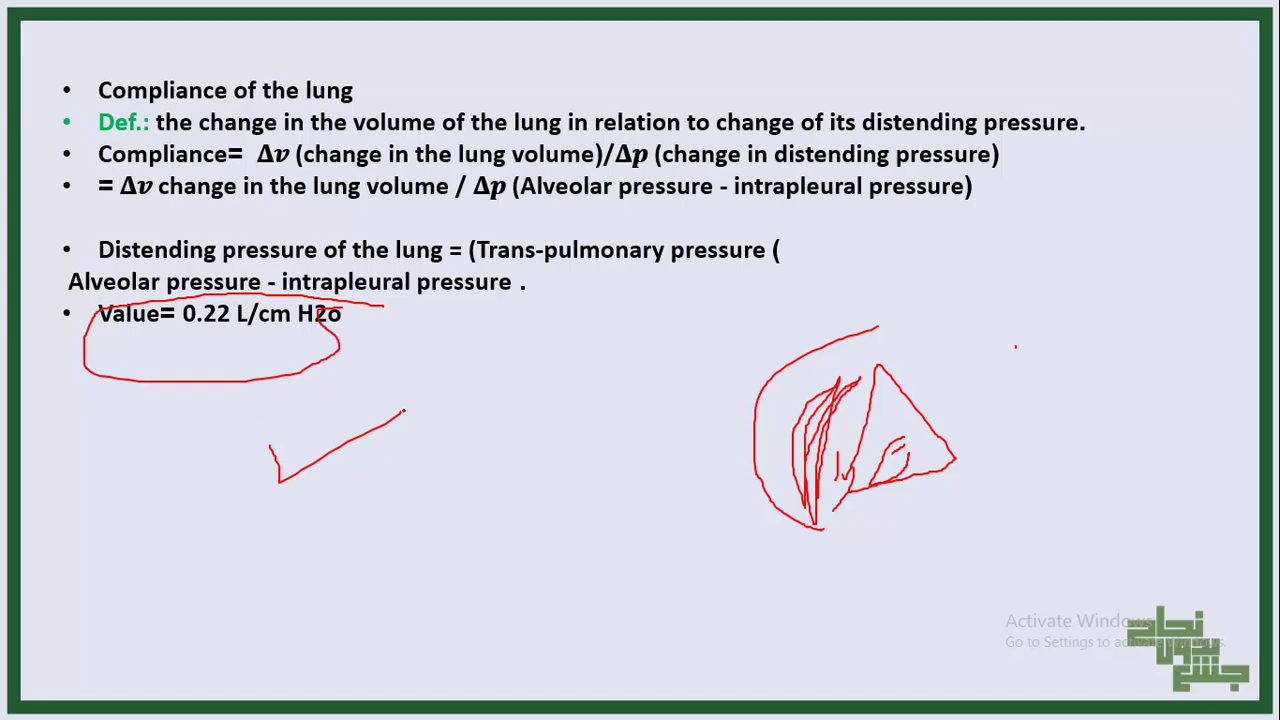 • Compliance of the lung
• Def.: the change in the volume of the lung in relation to change of its distending pressure.
• Compliance= Δv (change in the lung volume)/Δp (change in distending pressure)
• = Δv change in the lung volume / Δp (Alveolar pressure - intrapleural pressure)
• Distending pressure of the lung = (Trans-pulmonary pressure (
Alveolar pressure - intrapleural pressure .
• Value= 0.22 L/cm H2o
Activate Windows
Go to Settings to activate Windows.
نجاح
بدون
جشع